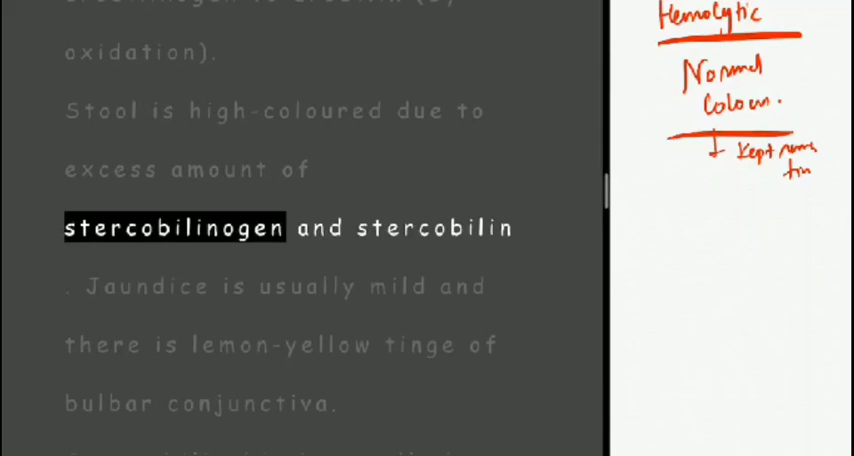 oxidation).
Stool is high-coloured due to
excess amount of
stercobilinogen and stercobilin
. Jaundice is usually mild and
there is lemon-yellow tinge of
bulbar conjunctiva.
Hemolytic
Normal
Colour.
Kept